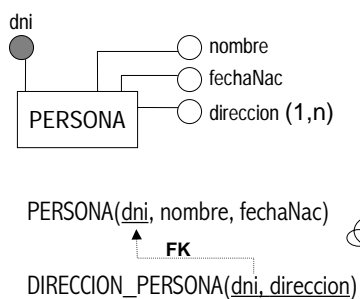 dni
nombre
fechaNac
direccion (1,n)
PERSONA
PERSONA(dni, nombre, fechaNac)
FK
DIRECCION_PERSONA(dni, direccion)